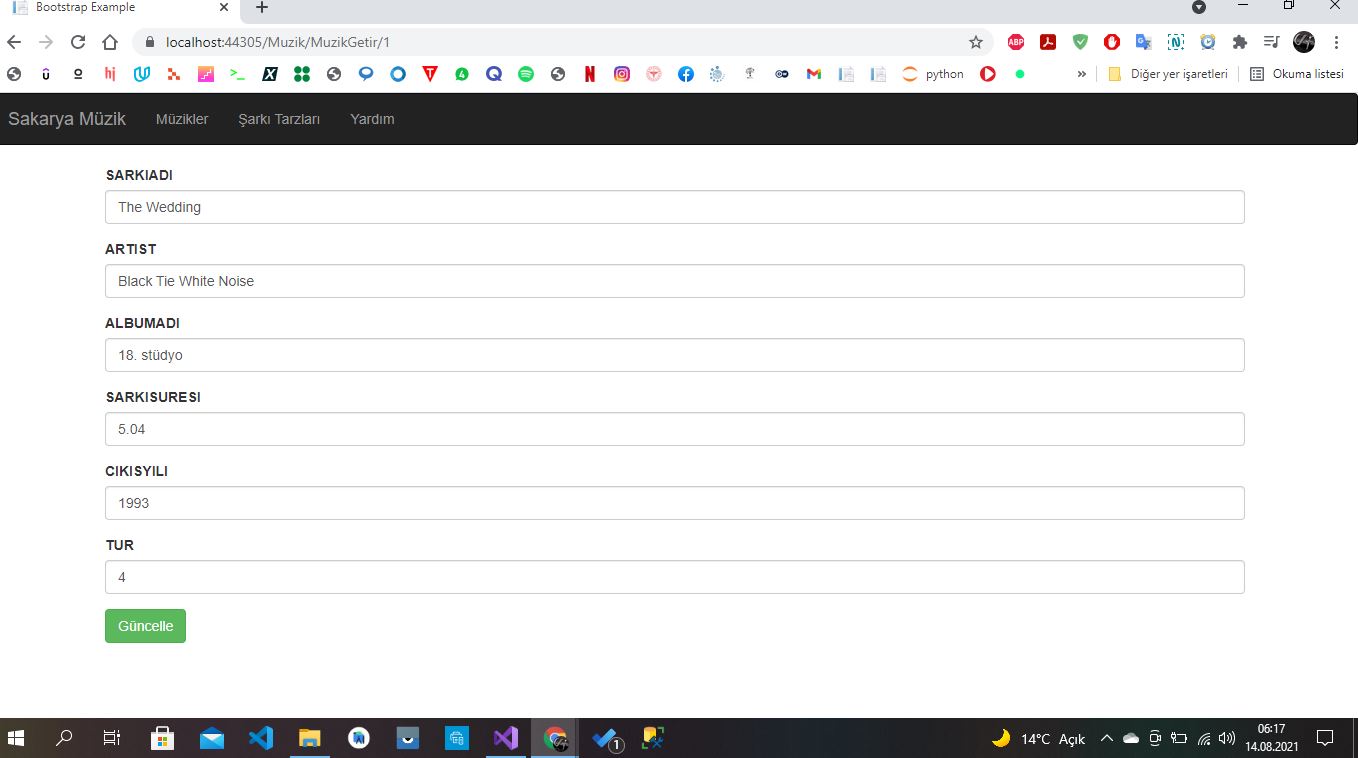 Bootstrap Example
localhost:44305/Muzik/MuzikGetir/1
ABP
hj
python
»
Diğer yer işaretleri
Okuma listesi
Sakarya Müzik Müzikler Şarkı Tarzları Yardım
SARKIADI
The Wedding
ARTIST
Black Tie White Noise
ALBUMADI
18. stüdyo
SARKISURESI
5.04
CIKISYILI
1993
TUR
4
Güncelle
1
14°C Açık
06:17
14.08.2021